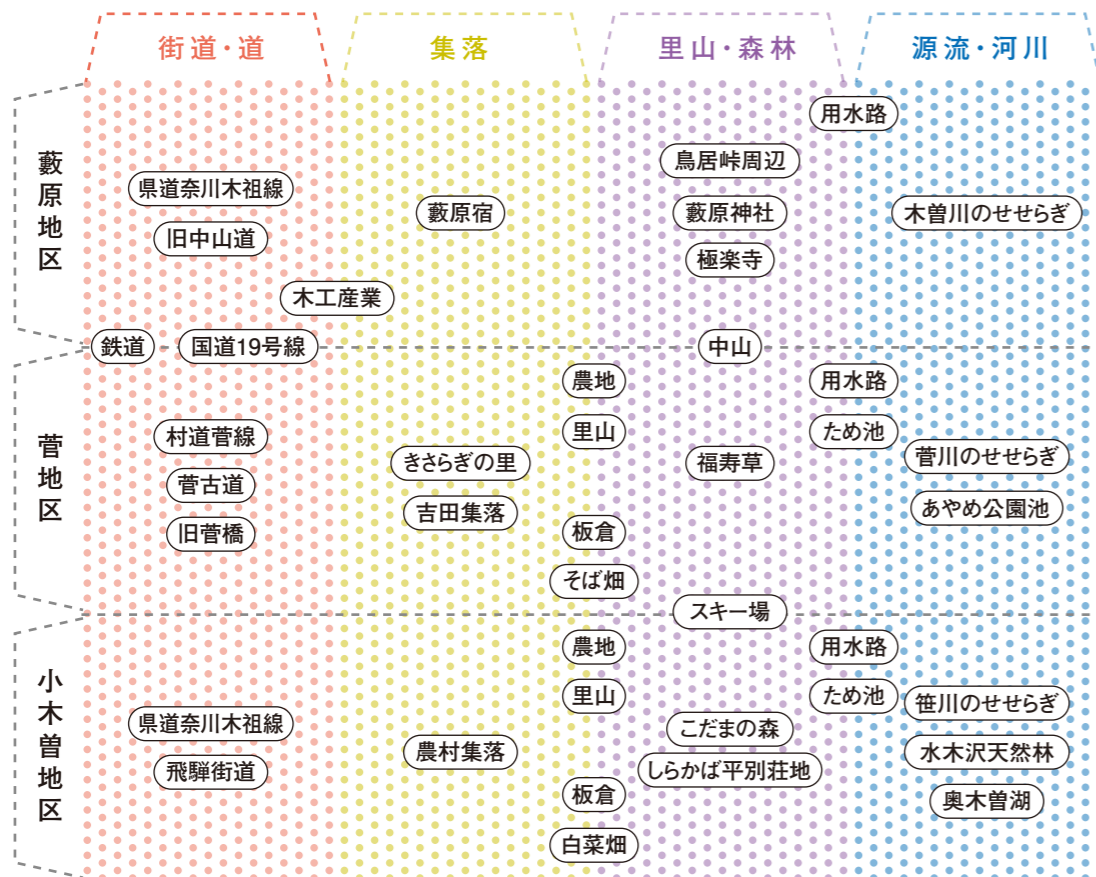 街道・道
集落
里山・森林
源流・河川
藪原地区
用水路
鳥居峠周辺
県道奈川木祖線
藪原宿
藪原神社
木曽川のせせらぎ
旧中山道
極楽寺
木工産業
鉄道
国道19号線
中山
菅地区
農地
用水路
村道菅線
里山
ため池
きさらぎの里
福寿草
菅川のせせらぎ
菅古道
吉田集落
あやめ公園池
旧菅橋
板倉
そば畑
スキー場
小木曽地区
農地
用水路
里山
ため池
笹川のせせらぎ
県道奈川木祖線
こだまの森
農村集落
水木沢天然林
飛騨街道
しらかば平別荘地
板倉
奥木曽湖
白菜畑